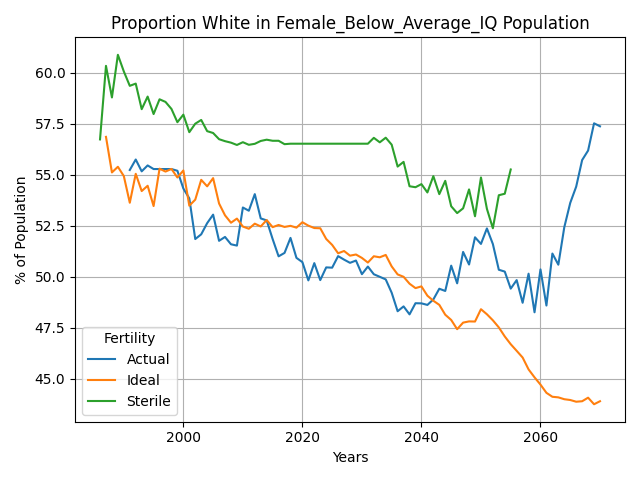 Proportion White in Female_Below_Average_IQ Population
% of Population
60.0
57.5
55.0
52.5
50.0
47.5
45.0
Fertility
Actual
Ideal
Sterile
2000
2020
2040
2060
Years